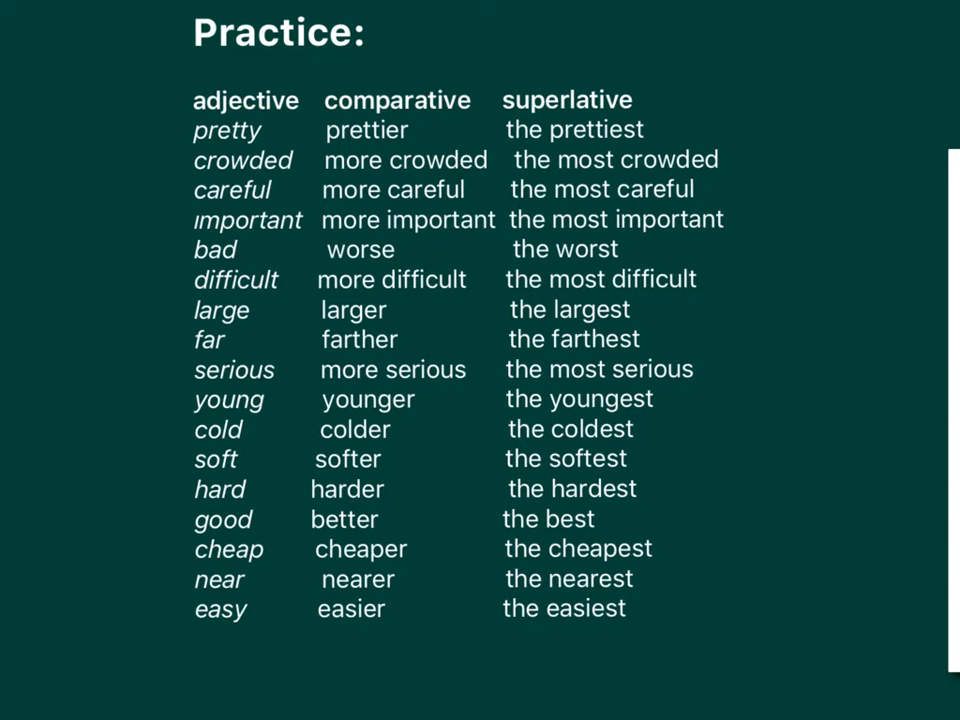 Practice:
adjective comparative superlative
pretty prettier the prettiest
crowded more crowded the most crowded
careful more careful the most careful
important more important the most important
bad worse the worst
difficult more difficult the most difficult
large larger the largest
far farther the farthest
serious more serious the most serious
young younger the youngest
cold colder the coldest
soft softer the softest
hard harder the hardest
good better the best
cheap cheaper the cheapest
near nearer the nearest
easy easier the easiest